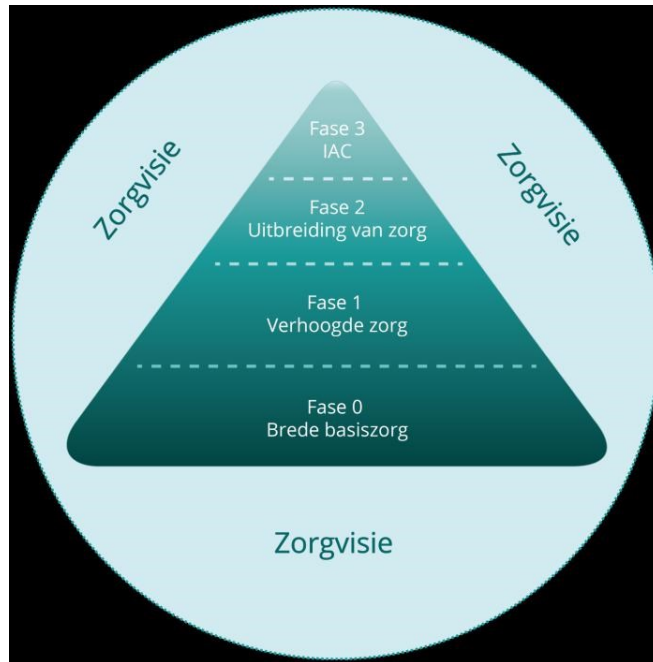 Zorgvisie
Zorgvisie
Fase 3
IAC
Fase 2
Uitbreiding van zorg
Fase 1
Verhoogde zorg
Fase 0
Brede basiszorg
Zorgvisie